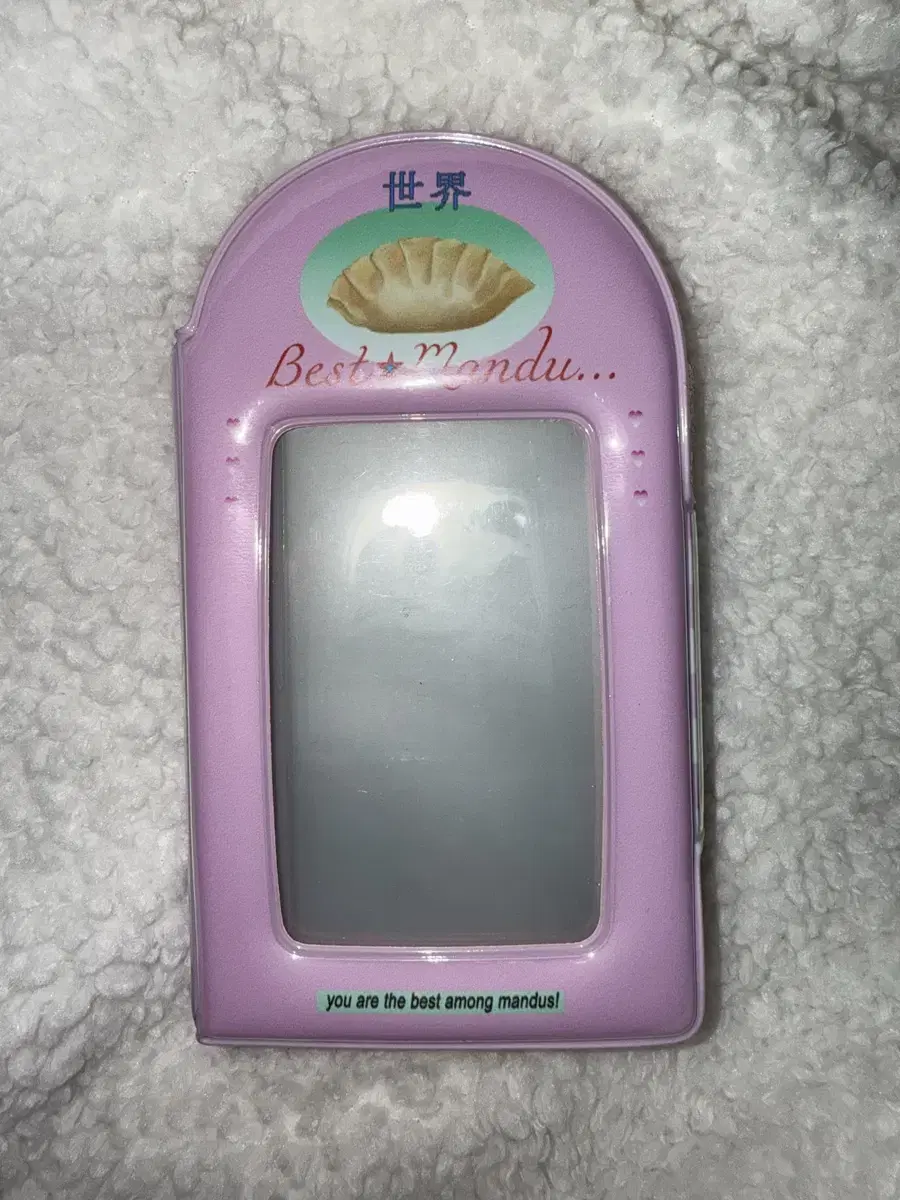 世界
Best★Mandu...
you are the best among mandus!